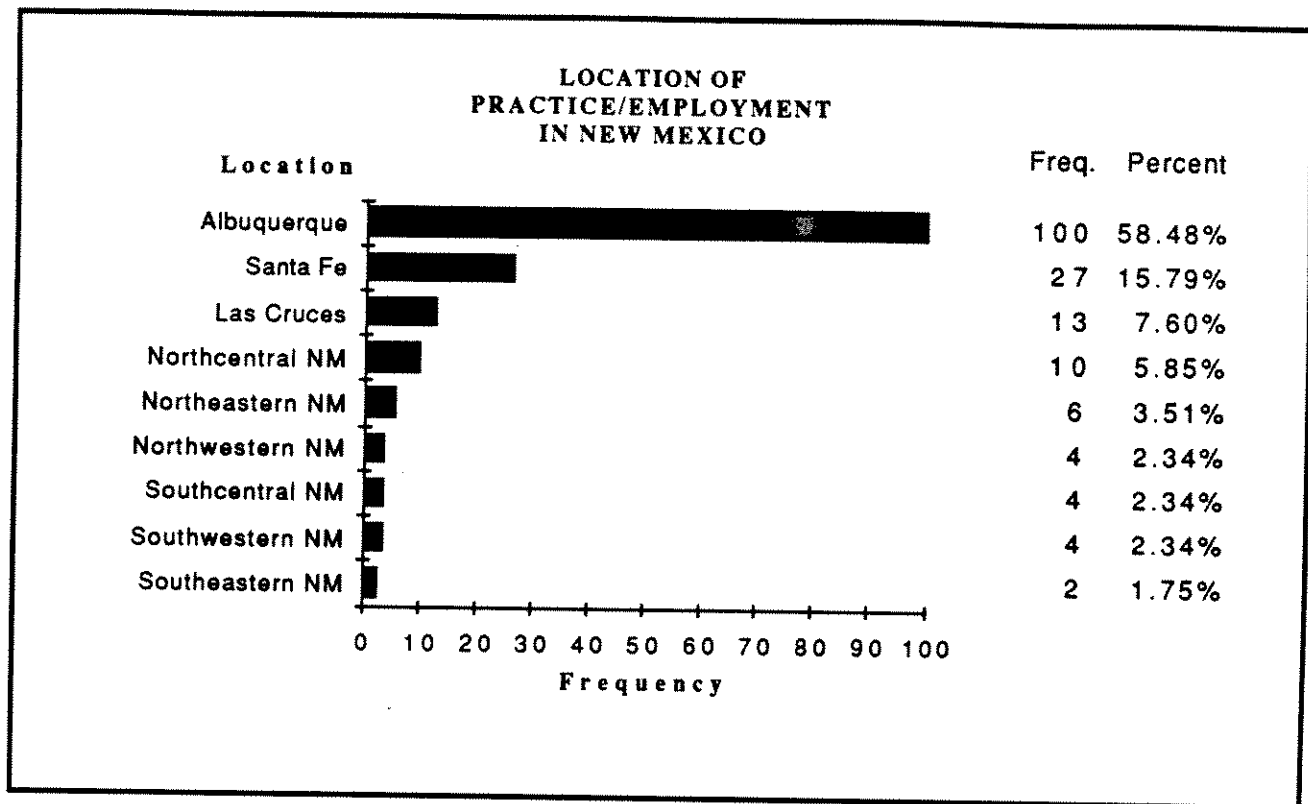 LOCATION OF
PRACTICE/EMPLOYMENT
IN NEW MEXICO
Location Freq. Percent
Albuquerque 100 58.48%
Santa Fe 27 15.79%
Las Cruces 13 7.60%
Northcentral NM 10 5.85%
Northeastern NM 6 3.51%
Northwestern NM 4 2.34%
Southcentral NM 4 2.34%
Southwestern NM 4 2.34%
Southeastern NM 2 1.75%
0 10 20 30 40 50 60 70 80 90 100
Frequency